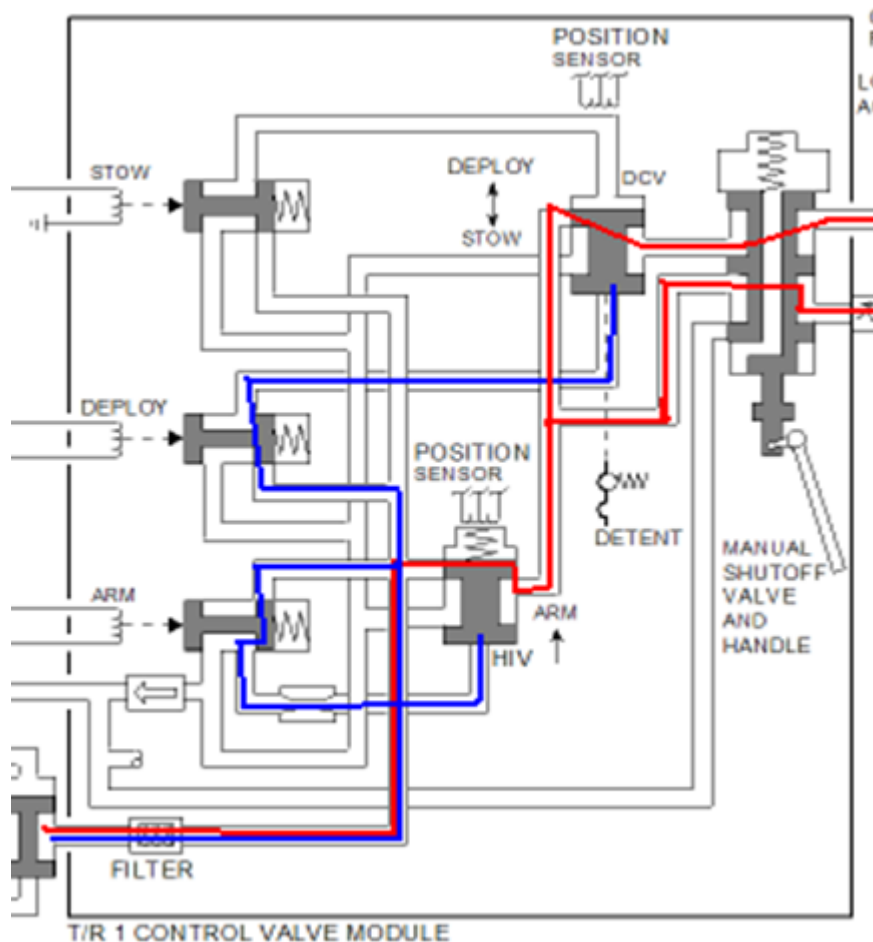 POSITION
SENSOR
STOW
DEPLOY
DCV
STOW
DEPLOY
POSITION
SENSOR
DETENT
MANUAL
SHUTOFF
VALVE
AND
HANDLE
ARM
ARM
HIV
FILTER
T/R 1 CONTROL VALVE MODULE